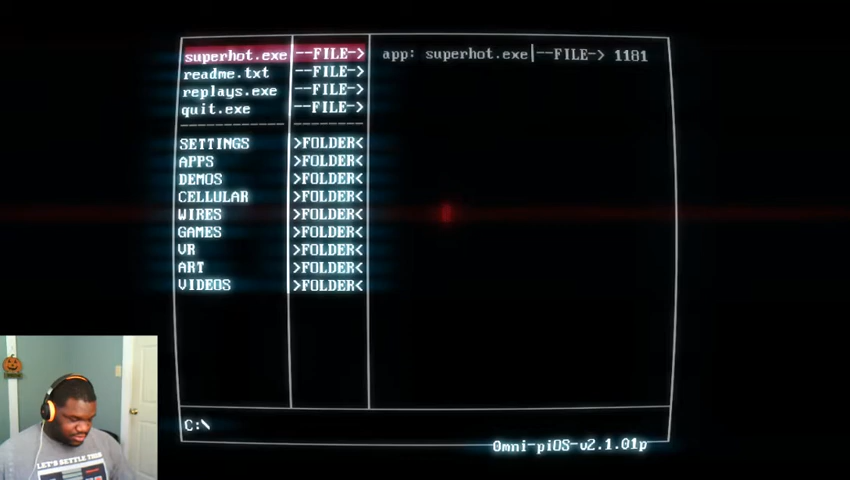 superhot.exe --FILE-> app: superhot.exe --FILE-> 1181
readme.txt --FILE->
replays.exe --FILE->
quit.exe --FILE->
SETTINGS >FOLDER<
APPS >FOLDER<
DEMOS >FOLDER<
CELLULAR >FOLDER<
WIRES >FOLDER<
GAMES >FOLDER<
VR >FOLDER<
ART >FOLDER<
VIDEOS >FOLDER<
C:\
Omni-piOS-v2.1.01p
LET'S SETTLE THIS